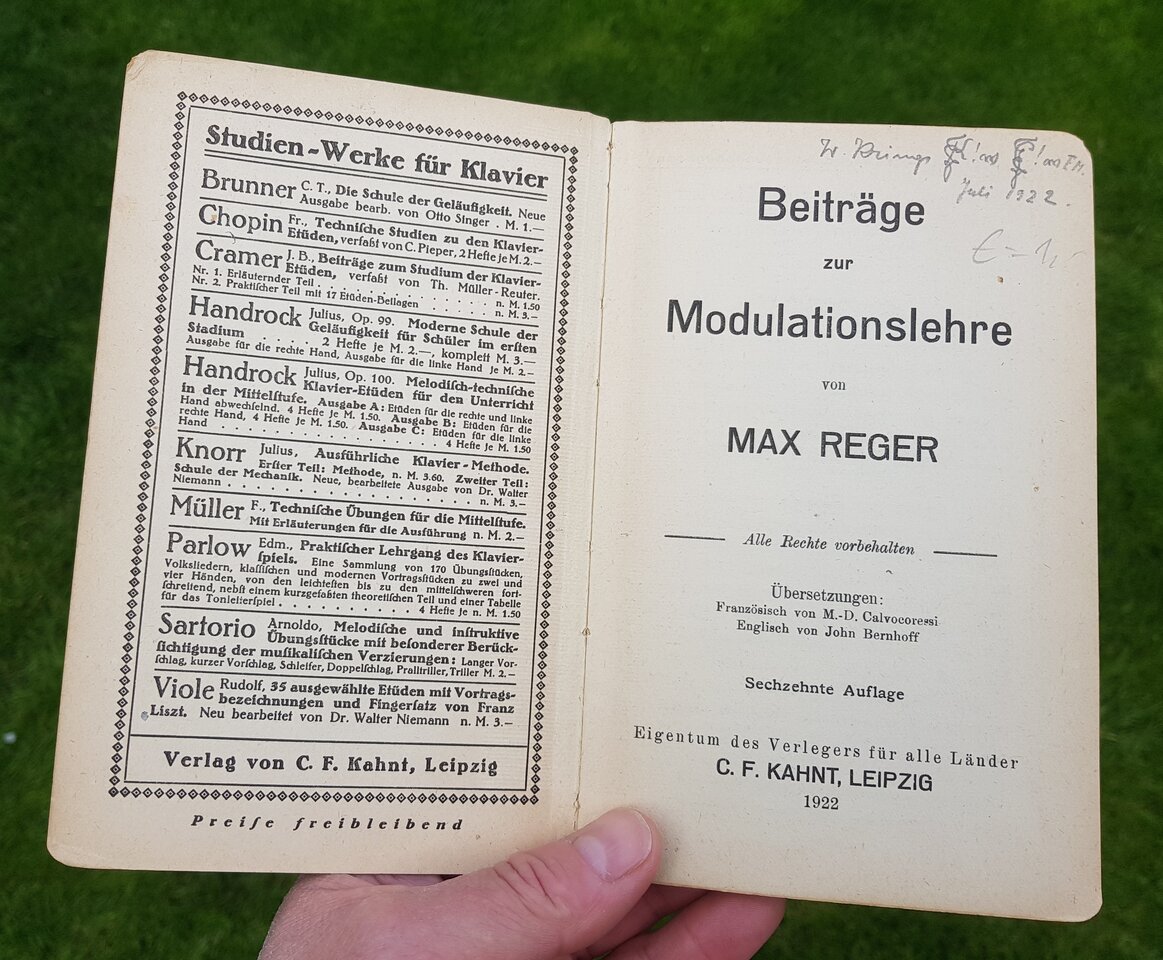 Studien-Werke für Klavier
Brunner C. T., Die Schule der Geläufigkeit. Neue
Ausgabe bearb. von Otto Singer . M. 1.—
Chopin Fr., Technische Studien zu den Klavier-
Etüden, verfaßt von C. Pieper, 2 Hefte je M. 2.—
Cramer J. B., Beiträge zum Studium der Klavier-
Etüden, verfaßt von Th. Müller-Reuter.
Nr. 1. Erläuternder Teil . . . . . . . . . n. M. 1.50
Nr. 2. Praktischer Teil mit 17 Etüden-Beilagen . . . . . . n. M. 3.—
Handrock Julius, Op. 99. Moderne Schule der
Geläufigkeit für Schüler im ersten
Stadium . . . . . 2 Hefte je M. 2.—, komplett M. 3.—
Ausgabe für die rechte Hand, Ausgabe für die linke Hand je M. 2.—
Handrock Julius, Op. 100. Melodisch-technische
Klavier-Etüden für den Unterricht
in der Mittelstufe. Ausgabe A: Etüden für die rechte und linke
Hand abwechselnd. 4 Hefte je M. 1.50. Ausgabe B: Etüden für die
rechte Hand, 4 Hefte je M. 1.50. Ausgabe C: Etüden für die linke
Hand . . . . . . . . . . . . . . . . 4 Hefte je M. 1.50
Knorr Julius, Ausführliche Klavier-Methode.
Erster Teil: Methode, n. M. 3.60. Zweiter Teil:
Schule der Mechanik. Neue, bearbeitete Ausgabe von Dr. Walter
Niemann . . . . . . . . . . . . . . . . n. M. 3.—
Müller F., Technische Übungen für die Mittelstufe.
Mit Erläuterungen für die Ausführung n. M. 2.—
Parlow Edm., Praktischer Lehrgang des Klavier-
spiels. Eine Sammlung von 170 Übungsstücken,
Volksliedern, klassischen und modernen Vortragsstücken zu zwei und
vier Händen, von den leichtesten bis zu den mittelschweren fort-
schreitend, nebst einem kurzgefaßten theoretischen Teil und einer Tabelle
für das Tonleiterspiel . . . . . . . . . . . 4 Hefte je n. M. 1.50
Sartorio Arnoldo, Melodische und instruktive
Übungsstücke mit besonderer Berück-
sichtigung der musikalischen Verzierungen: Langer Vor-
schlag, kurzer Vorschlag, Schleifer, Doppelschlag, Pralltriller, Triller M. 2.—
Viole Rudolf, 35 ausgewählte Etüden mit Vortrags-
bezeichnungen und Fingersatz von Franz
Liszt. Neu bearbeitet von Dr. Walter Niemann n. M. 3.—
Verlag von C. F. Kahnt, Leipzig
Preise freibleibend
Juli 1922.
Beiträge
zur
Modulationslehre
von
MAX REGER
Alle Rechte vorbehalten
Übersetzungen:
Französisch von M.-D. Calvocoressi
Englisch von John Bernhoff
Sechzehnte Auflage
Eigentum des Verlegers für alle Länder
C. F. KAHNT, LEIPZIG
1922